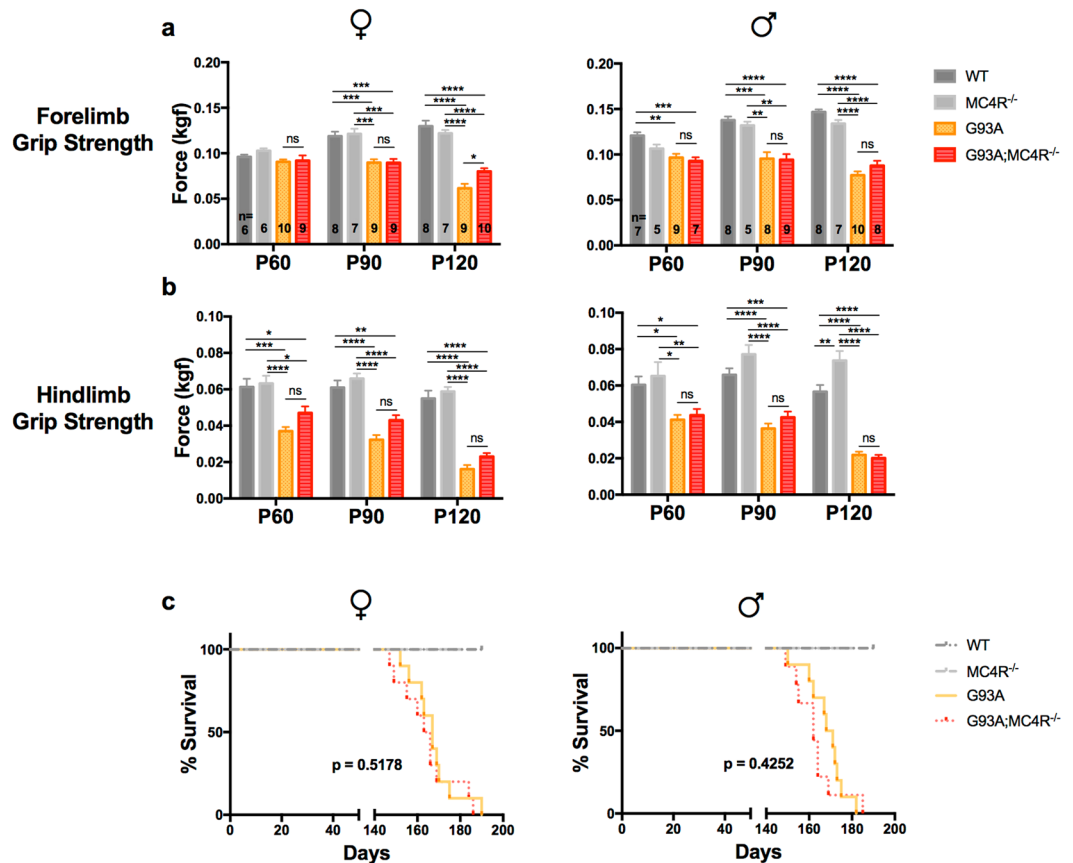 a ♀ ♂
Forelimb
Grip Strength
Force (kgf)
0.20
0.15
0.10
0.05
0.00
*** **** 
*** ****
*** ****
ns *** ns **** *
n=
6 6 10 9 8 7 9 9 8 7 9 10
P60 P90 P120
0.20
0.15
0.10
0.05
0.00
*** **** ****
** *** ** **** ****
ns ** ns **** ns
n=
7 5 9 7 8 5 8 9 8 7 10 8
P60 P90 P120
WT
MC4R-/-
G93A
G93A;MC4R-/-
b
Hindlimb
Grip Strength
Force (kgf)
0.10
0.08
0.06
0.04
0.02
0.00
* ** ****
*** **** ****
* **** ****
**** **** ****
ns ns ns
P60 P90 P120
0.10
0.08
0.06
0.04
0.02
0.00
* *** ****
* **** ****
** **** ****
* **** ** ****
ns ns ns
P60 P90 P120
c ♀ ♂
% Survival
100
50
0
p = 0.5178
0 20 40 140 160 180 200
Days
% Survival
100
50
0
p = 0.4252
0 20 40 140 160 180 200
Days
WT
MC4R-/-
G93A
G93A;MC4R-/-